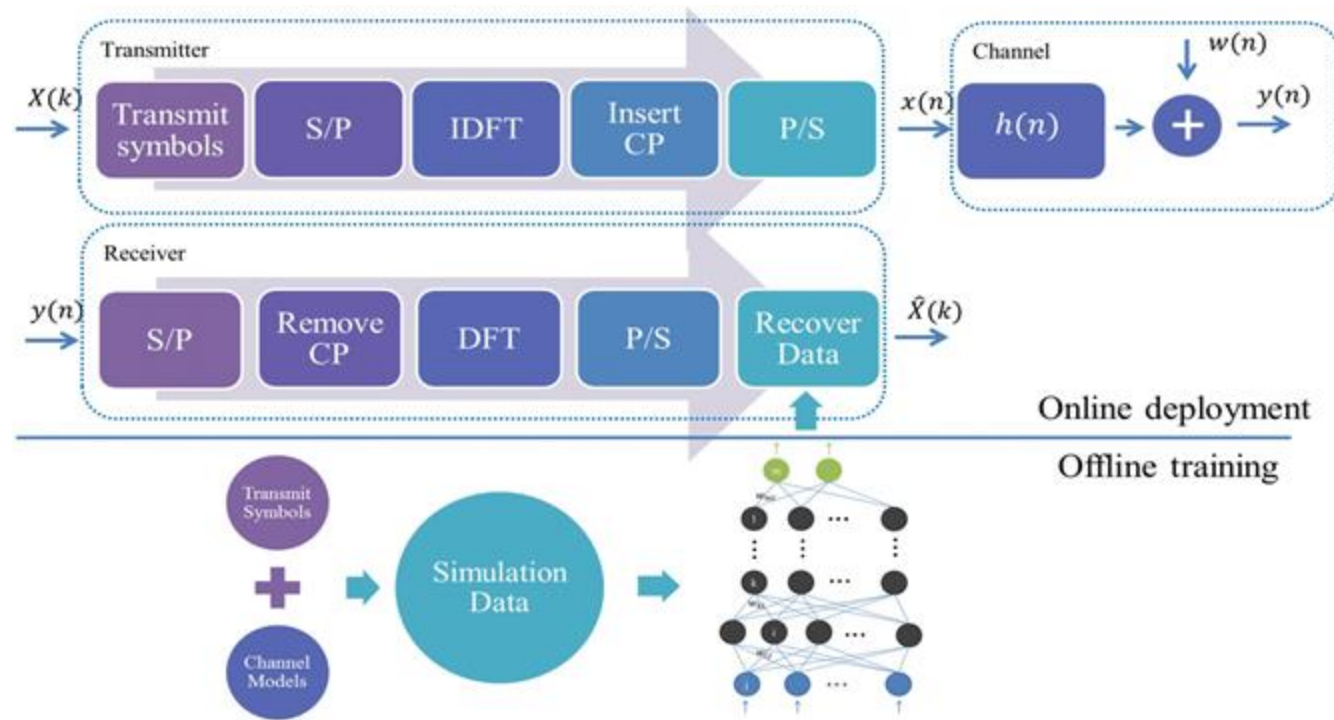 Transmitter
X(k)
Transmit
symbols
S/P
IDFT
Insert
CP
P/S
x(n)
Channel
h(n)
w(n)
+
y(n)
Receiver
y(n)
S/P
Remove
CP
DFT
P/S
Recover
Data
X̂(k)
Online deployment
Offline training
Transmit
Symbols
Channel
Models
Simulation
Data